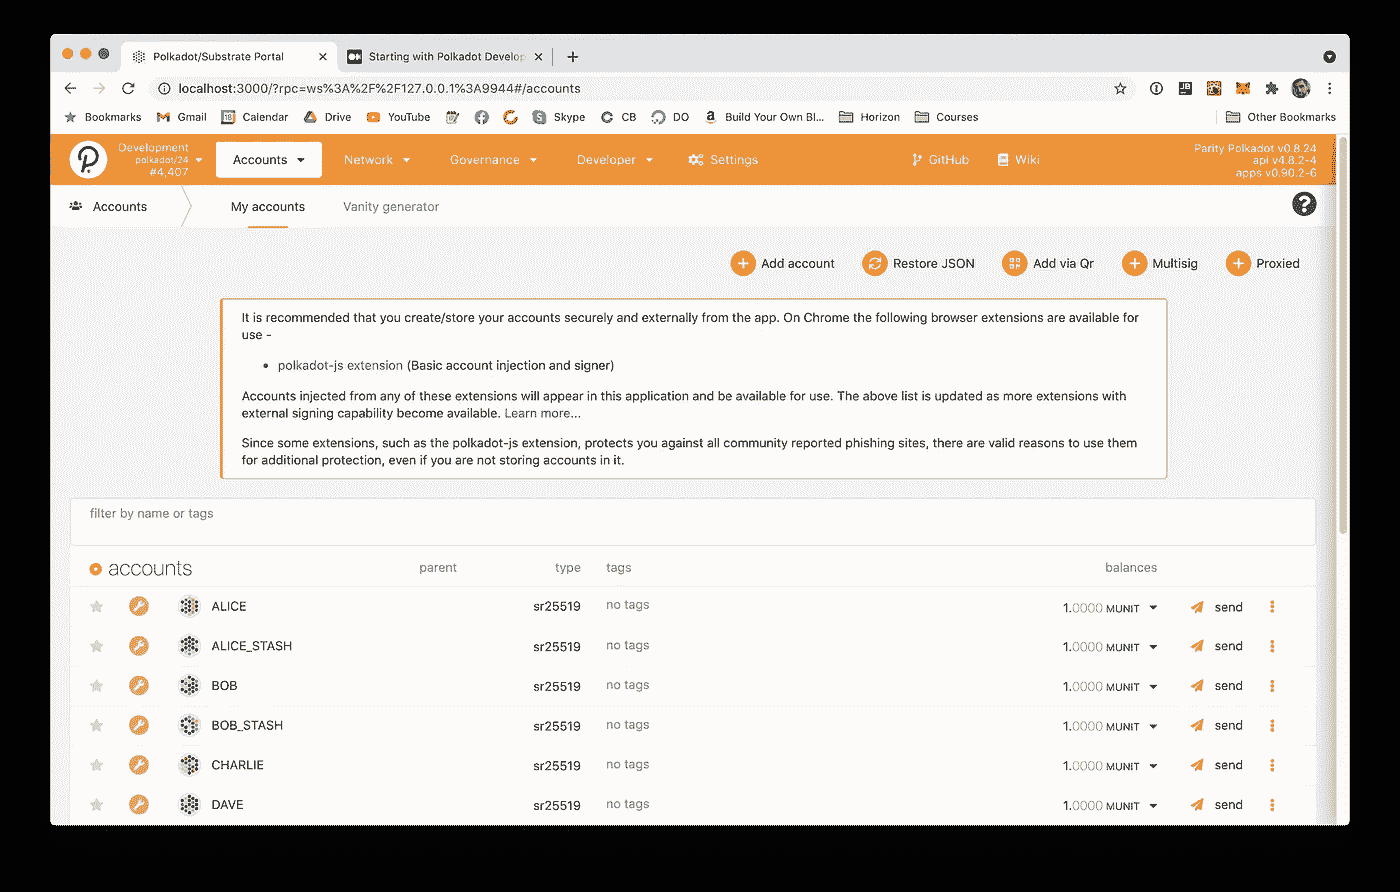 Polkadot/Substrate Portal
Starting with Polkadot Develop
localhost:3000/?rpc=ws%3A%2F%2F127.0.0.1%3A9944#/accounts
Bookmarks Gmail Calendar Drive YouTube Skype CB DO Build Your Own Bl... Horizon Courses Other Bookmarks
Development
polkadot/24
#4,407
Accounts Network Governance Developer Settings GitHub Wiki
Parity Polkadot v0.8.24
api v4.8.2-4
apps v0.90.2-6
Accounts My accounts Vanity generator
Add account Restore JSON Add via Qr Multisig Proxied
It is recommended that you create/store your accounts securely and externally from the app. On Chrome the following browser extensions are available for
use -
• polkadot-js extension (Basic account injection and signer)
Accounts injected from any of these extensions will appear in this application and be available for use. The above list is updated as more extensions with
external signing capability become available. Learn more...
Since some extensions, such as the polkadot-js extension, protects you against all community reported phishing sites, there are valid reasons to use them
for additional protection, even if you are not storing accounts in it.
filter by name or tags
accounts parent type tags balances
ALICE sr25519 no tags 1.0000 MUNIT send
ALICE_STASH sr25519 no tags 1.0000 MUNIT send
BOB sr25519 no tags 1.0000 MUNIT send
BOB_STASH sr25519 no tags 1.0000 MUNIT send
CHARLIE sr25519 no tags 1.0000 MUNIT send
DAVE sr25519 no tags 1.0000 MUNIT send